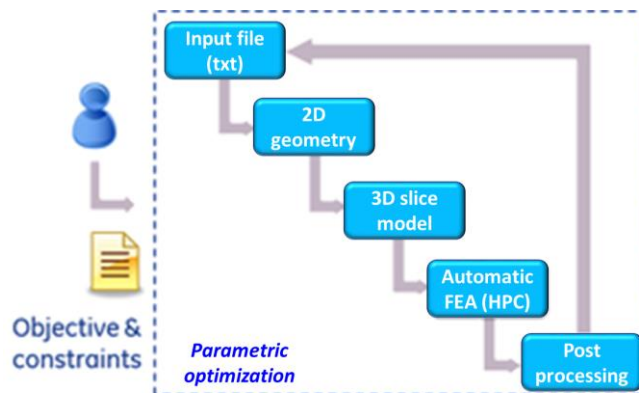 Input file
(txt)
2D
geometry
3D slice
model
Automatic
FEA (HPC)
Post
processing
Objective &
constraints
Parametric
optimization